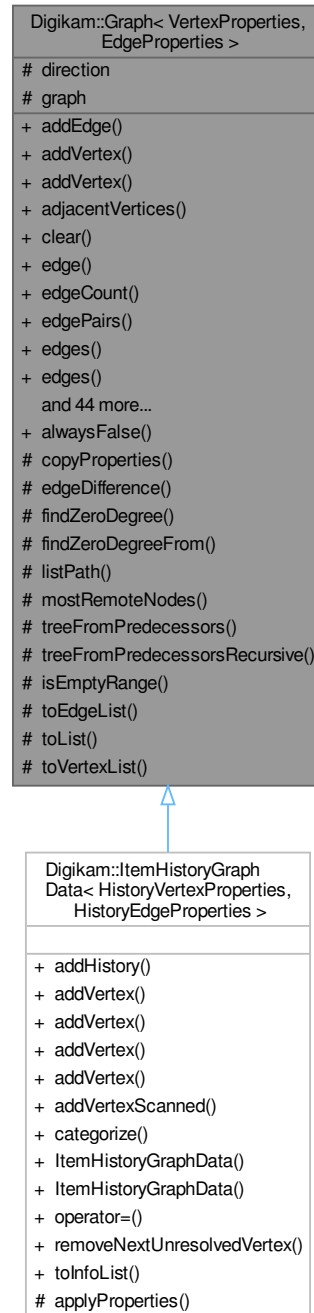 Digikam::Graph< VertexProperties,
EdgeProperties >
# direction
# graph
+ addEdge()
+ addVertex()
+ addVertex()
+ adjacentVertices()
+ clear()
+ edge()
+ edgeCount()
+ edgePairs()
+ edges()
+ edges()
and 44 more...
+ alwaysFalse()
# copyProperties()
# edgeDifference()
# findZeroDegree()
# findZeroDegreeFrom()
# listPath()
# mostRemoteNodes()
# treeFromPredecessors()
# treeFromPredecessorsRecursive()
# isEmptyRange()
# toEdgeList()
# toList()
# toVertexList()
Digikam::ItemHistoryGraph
Data< HistoryVertexProperties,
HistoryEdgeProperties >
+ addHistory()
+ addVertex()
+ addVertex()
+ addVertex()
+ addVertex()
+ addVertexScanned()
+ categorize()
+ ItemHistoryGraphData()
+ ItemHistoryGraphData()
+ operator=()
+ removeNextUnresolvedVertex()
+ toInfoList()
# applyProperties()